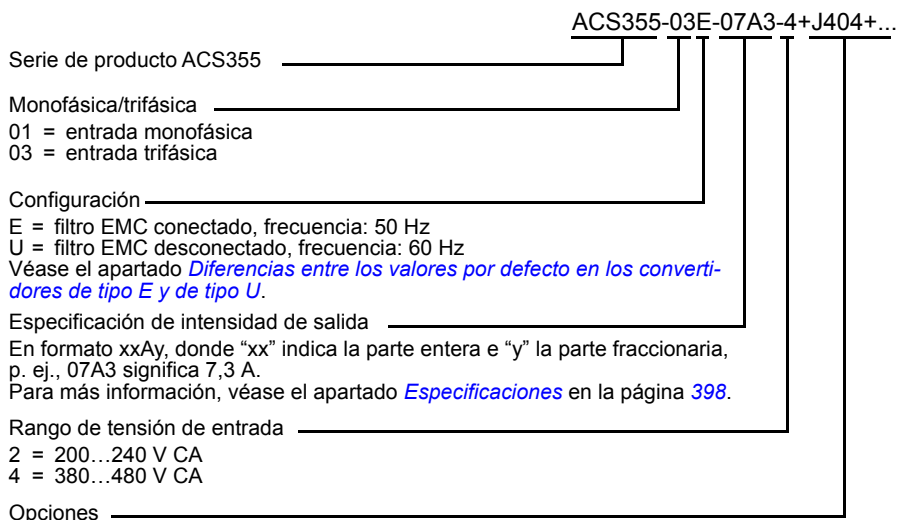 ACS355-03E-07A3-4+J404+...
Serie de producto ACS355
Monofásica/trifásica
01 = entrada monofásica
03 = entrada trifásica
Configuración
E = filtro EMC conectado, frecuencia: 50 Hz
U = filtro EMC desconectado, frecuencia: 60 Hz
Véase el apartado Diferencias entre los valores por defecto en los converti-
dores de tipo E y de tipo U.
Especificación de intensidad de salida
En formato xxAy, donde “xx” indica la parte entera e “y” la parte fraccionaria,
p. ej., 07A3 significa 7,3 A.
Para más información, véase el apartado Especificaciones en la página 398.
Rango de tensión de entrada
2 = 200…240 V CA
4 = 380…480 V CA
Opciones